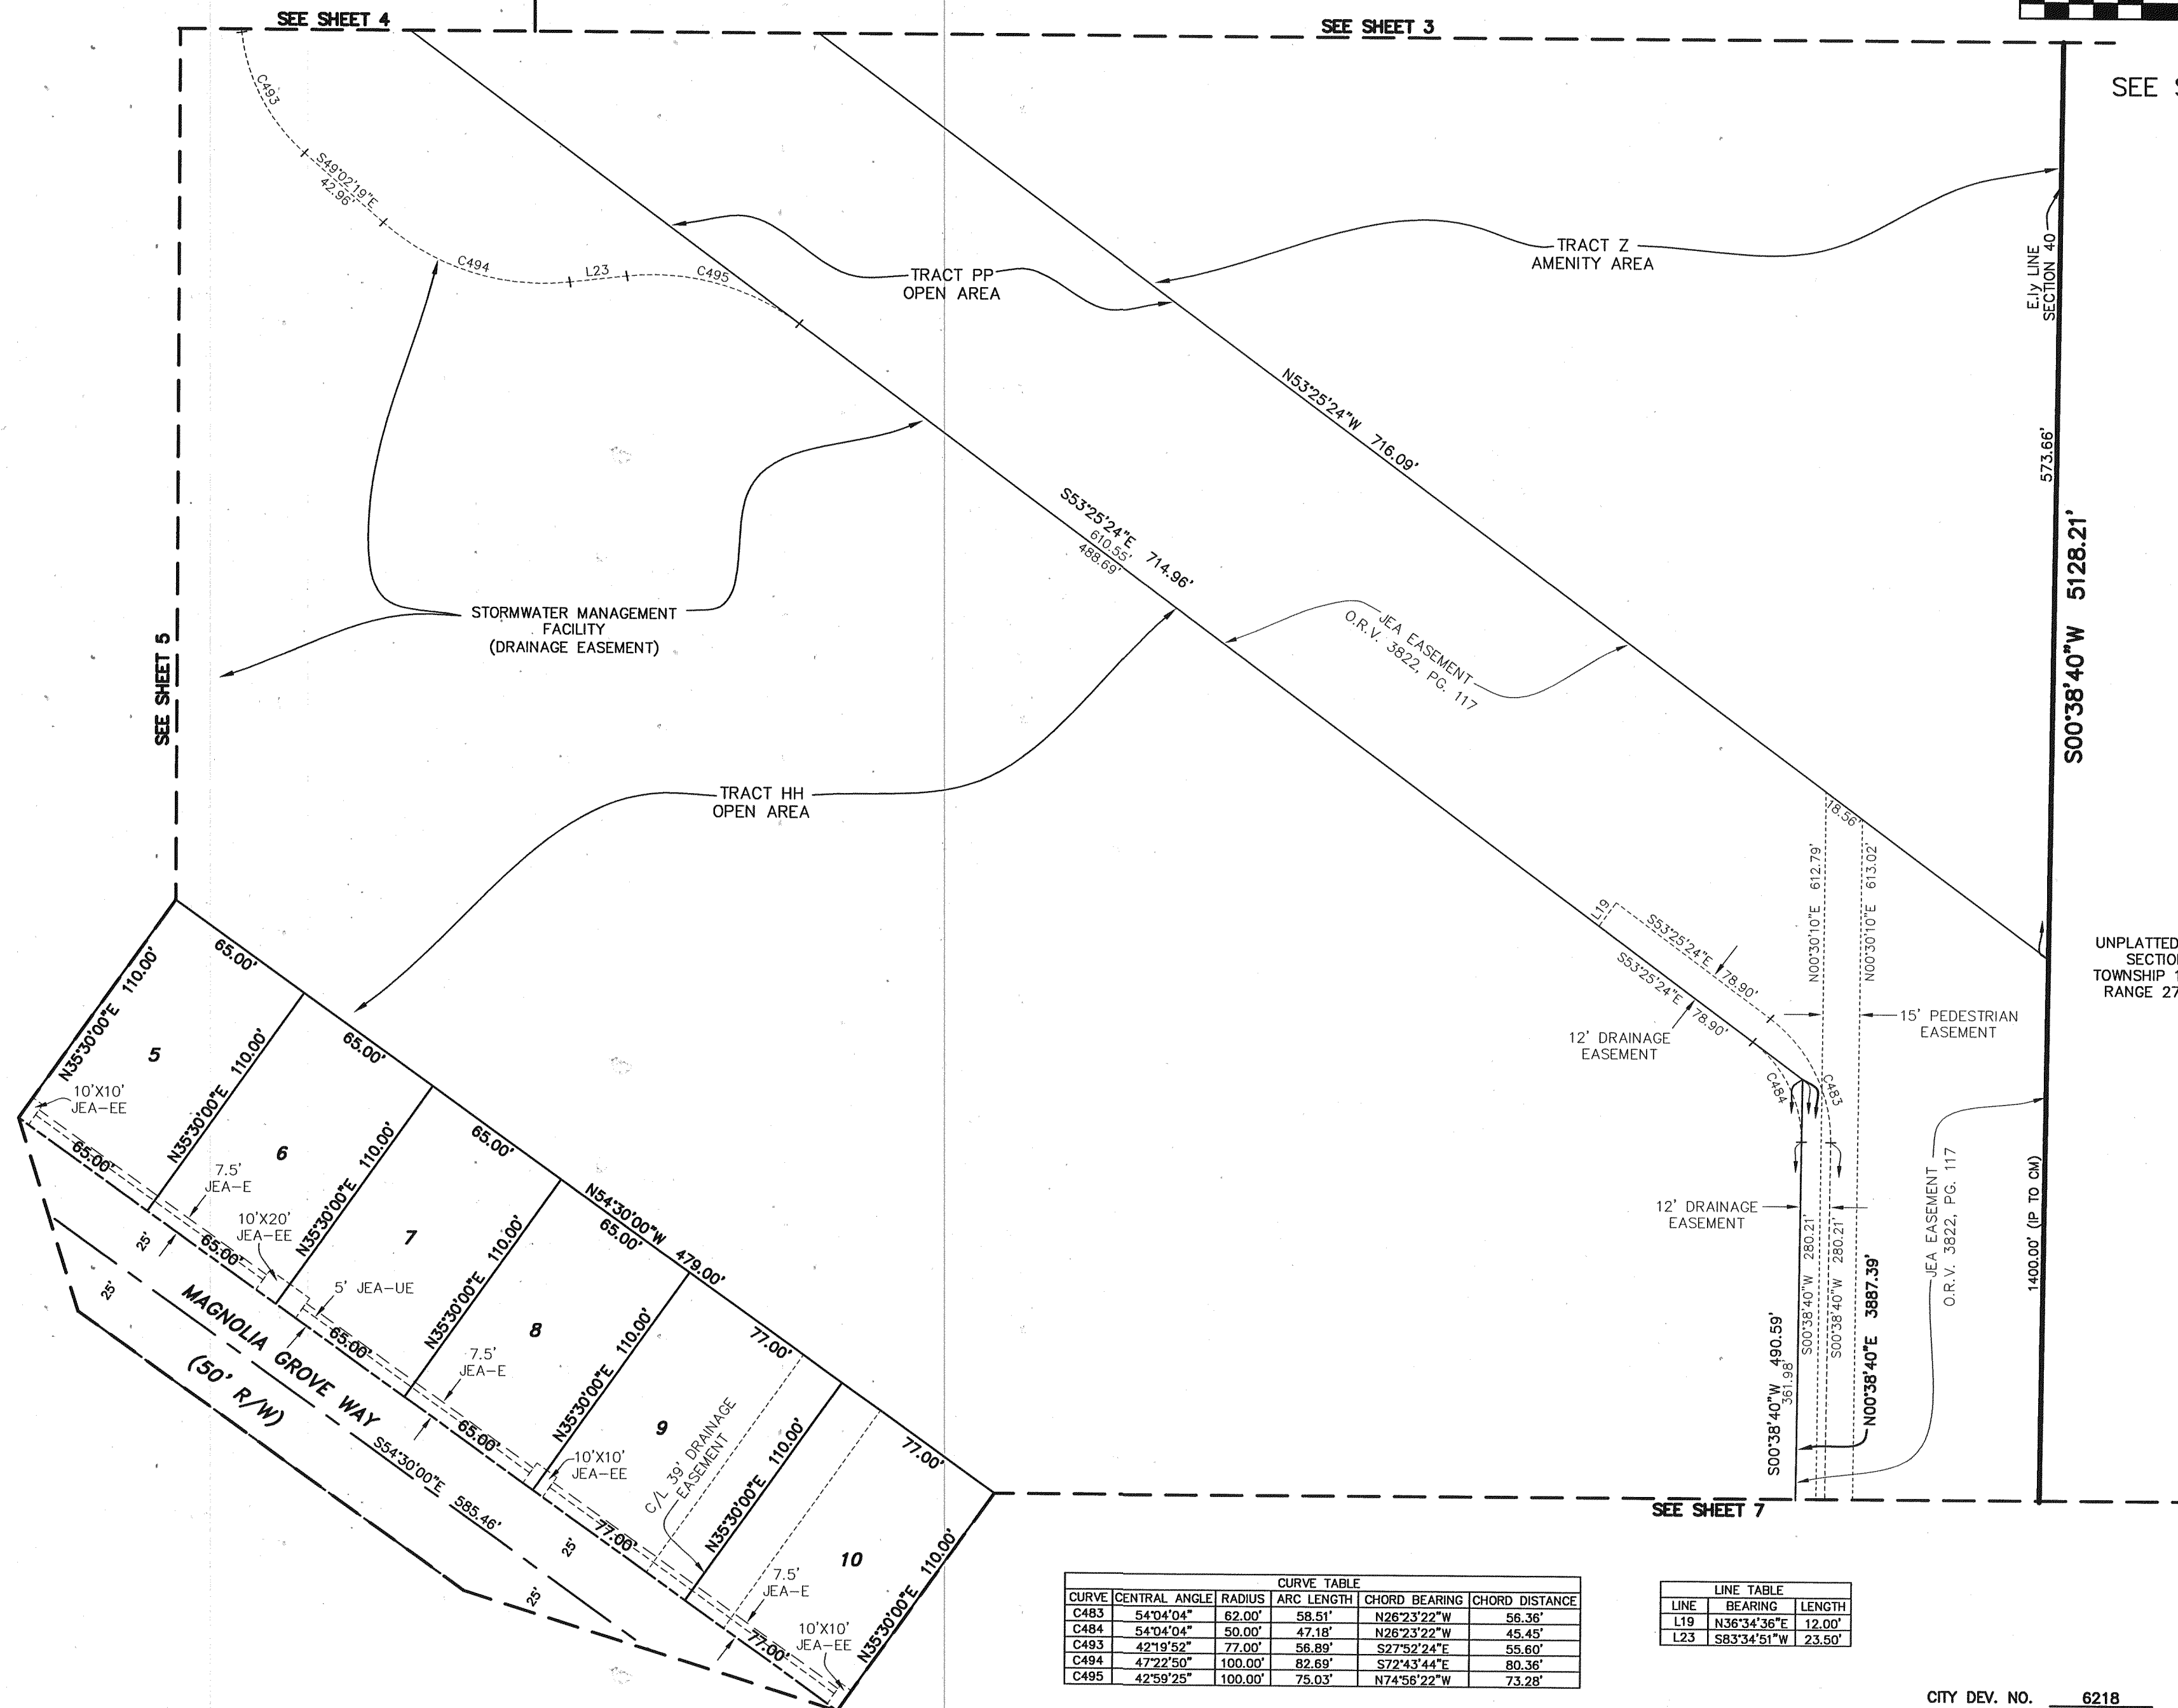 SEE SHEET 4
SEE SHEET 3
SEE
C493
S49°02'19"E
42.96'
C494
L23
C495
TRACT PP
OPEN AREA
TRACT Z
AMENITY AREA
E.ly LINE
SECTION 40
573.66'
S00°38'40"W 5128.21'
N53°25'24"W 716.09'
S53°25'24"E 714.96'
610.55'
488.69'
JEA EASEMENT
O.R.V. 3822, PG. 117
STORMWATER MANAGEMENT
FACILITY
(DRAINAGE EASEMENT)
SEE SHEET 5
TRACT HH
OPEN AREA
18.56'
N00°30'10"E 612.79'
N00°30'10"E 613.02'
L19
S53°25'24"E 78.90'
S53°25'24"E 78.90'
12' DRAINAGE
EASEMENT
15' PEDESTRIAN
EASEMENT
C484
C483
UNPLATTED
TOWNSHIP
RANGE 27
12' DRAINAGE
EASEMENT
S00°38'40"W 490.59'
361.98'
S00°38'40"W 280.21'
S00°38'40"W 280.21'
N00°38'40"E 3887.39'
JEA EASEMENT
O.R.V. 3822, PG. 117
1400.00' (IP TO CM)
65.00'
N35°30'00"E 110.00'
5
10'X10'
JEA-EE
65.00'
N35°30'00"E 110.00'
65.00'
6
7.5'
JEA-E
10'X20'
JEA-EE
65.00'
N35°30'00"E 110.00'
65.00'
7
5' JEA-UE
65.00'
N35°30'00"E 110.00'
N54°30'00"W 479.00'
65.00'
8
7.5'
JEA-E
65.00'
N35°30'00"E 110.00'
77.00'
9
10'X10'
JEA-EE
C/L 39' DRAINAGE
EASEMENT
77.00'
N35°30'00"E 110.00'
77.00'
10
7.5'
JEA-E
10'X10'
JEA-EE
77.00'
N35°30'00"E 110.00'
25'
25'
MAGNOLIA GROVE WAY
(50' R/W)
S54°30'00"E 585.46'
25'
25'
SEE SHEET 7
CURVE TABLE
CURVE CENTRAL ANGLE RADIUS ARC LENGTH CHORD BEARING CHORD DISTANCE
C483 54°04'04" 62.00' 58.51' N26°23'22"W 56.36'
C484 54°04'04" 50.00' 47.18' N26°23'22"W 45.45'
C493 42°19'52" 77.00' 56.89' S27°52'24"E 55.60'
C494 47°22'50" 100.00' 82.69' S72°43'44"E 80.36'
C495 42°59'25" 100.00' 75.03' N74°56'22"W 73.28'
LINE TABLE
LINE BEARING LENGTH
L19 N36°34'36"E 12.00'
L23 S83°34'51"W 23.50'
CITY DEV. NO. 6218